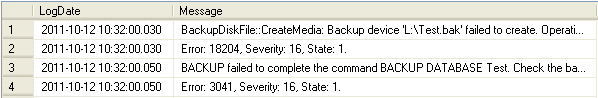 LogDate Message
1 2011-10-12 10:32:00.030 BackupDiskFile::CreateMedia: Backup device 'L:\Test.bak' failed to create. Operati...
2 2011-10-12 10:32:00.030 Error: 18204, Severity: 16, State: 1.
3 2011-10-12 10:32:00.050 BACKUP failed to complete the command BACKUP DATABASE Test. Check the ba...
4 2011-10-12 10:32:00.050 Error: 3041, Severity: 16, State: 1.